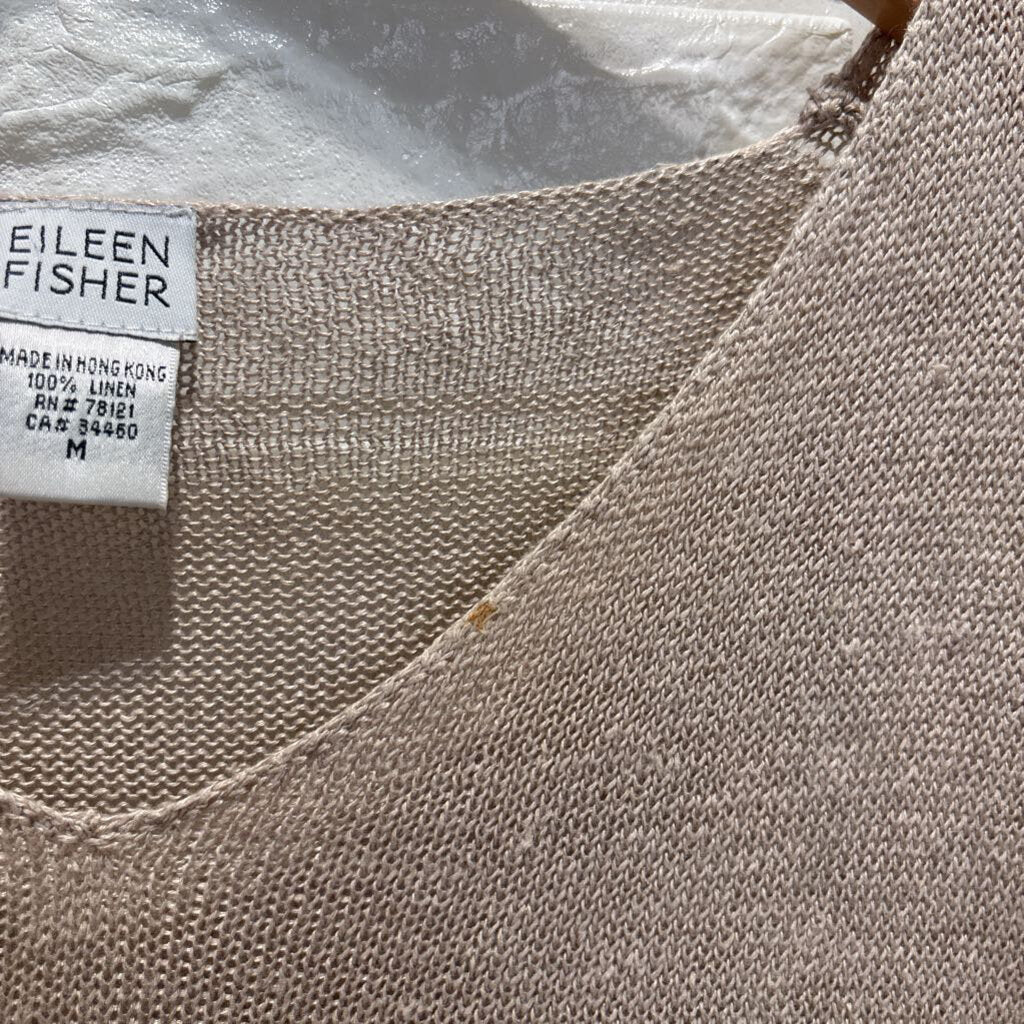 EILEEN
FISHER
MADE IN HONG KONG
100% LINEN
RN # 78121
CA# 34460
M